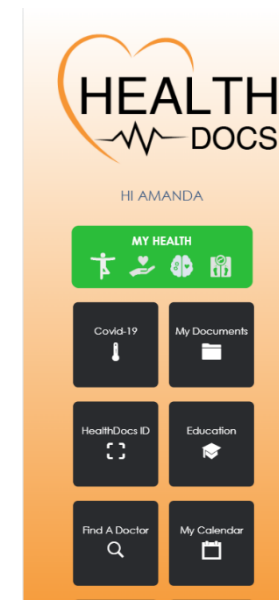 HEALTH
DOCS
HI AMANDA
MY HEALTH
Covid-19
My Documents
HealthDocs ID
Education
Find A Doctor
My Calendar